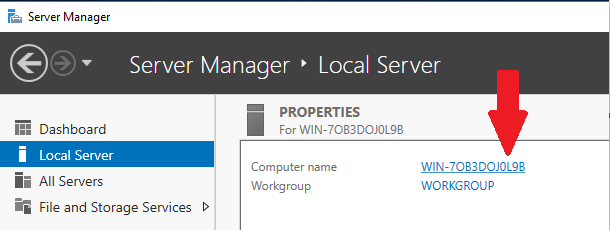 Server Manager
Server Manager ‣ Local Server
Dashboard
Local Server
All Servers
File and Storage Services
PROPERTIES
For WIN-7OB3DOJ0L9B
Computer name WIN-7OB3DOJ0L9B
Workgroup WORKGROUP